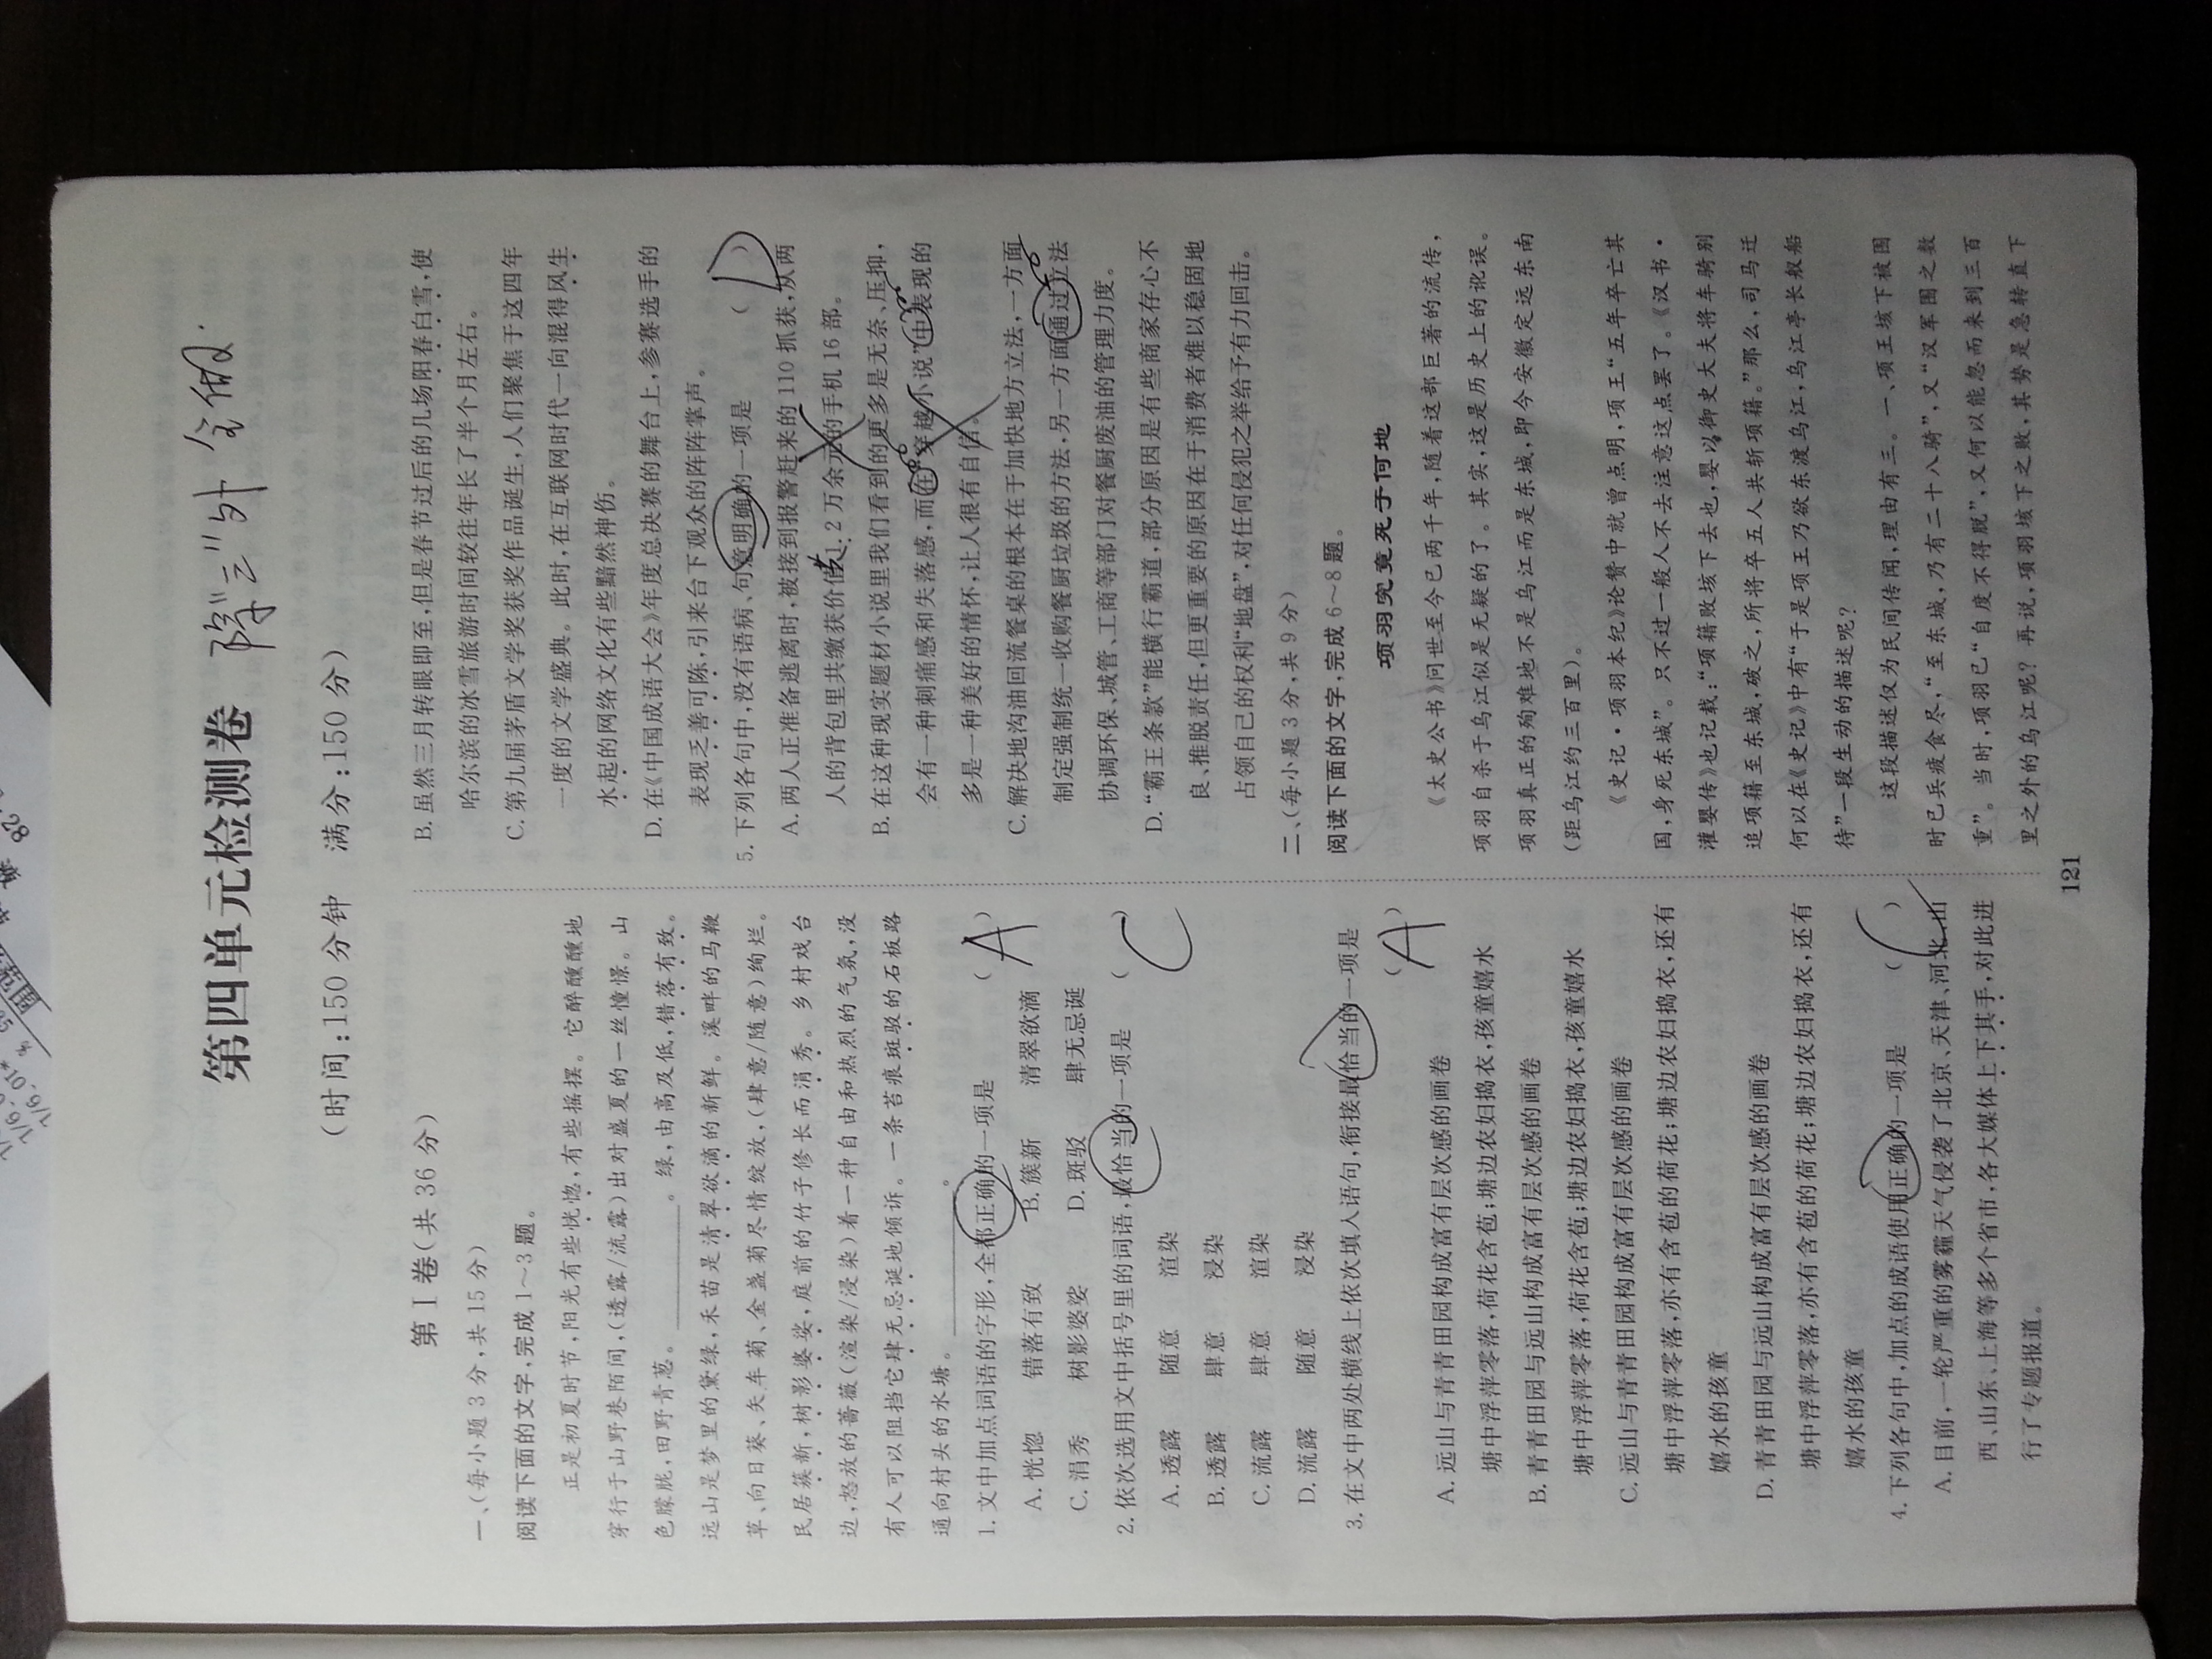 ·28
范围
*10^9/L
第四单元检测卷 除“三”外 全做.
(时间:150分钟 满分:150分)
第Ⅰ卷(共36分)
一、(每小题3分,共15分)
阅读下面的文字,完成1~3题。
正是初夏时节,阳光有些恍惚,有些摇摆。它醉醺醺地
穿行于山野巷陌间,(透露/流露)出对盛夏的一丝憧憬。山
色朦胧,田野青葱。__________。绿,由高及低,错落有致。
远山是梦里的黛绿,禾苗是清翠欲滴的新鲜。溪畔的马鞭
草、向日葵、矢车菊、金盏菊尽情绽放,(肆意/随意)绚烂。
民居簇新,树影婆娑,庭前的竹子修长而涓秀。乡村戏台
边,怒放的蔷薇(渲染/浸染)着一种自由和热烈的气氛,没
有人可以阻挡它肆无忌诞地倾诉。一条苔痕斑驳的石板路
通向村头的水塘。____________。
1. 文中加点词语的字形,全都正确的一项是 ( A )
A. 恍惚 错落有致 B. 簇新 清翠欲滴
C. 涓秀 树影婆娑 D. 斑驳 肆无忌诞
2. 依次选用文中括号里的词语,最恰当的一项是 ( C )
A. 透露 随意 渲染
B. 透露 肆意 浸染
C. 流露 肆意 渲染
D. 流露 随意 浸染
3. 在文中两处横线上依次填入语句,衔接最恰当的一项是
( A )
A. 远山与青青田园构成富有层次感的画卷
塘中浮萍零落,荷花含苞;塘边农妇捣衣,孩童嬉水
B. 青青田园与远山构成富有层次感的画卷
塘中浮萍零落,荷花含苞;塘边农妇捣衣,孩童嬉水
C. 远山与青青田园构成富有层次感的画卷
塘中浮萍零落,亦有含苞的荷花;塘边农妇捣衣,还有
嬉水的孩童
D. 青青田园与远山构成富有层次感的画卷
塘中浮萍零落,亦有含苞的荷花;塘边农妇捣衣,还有
嬉水的孩童
4. 下列各句中,加点的成语使用正确的一项是 ( C )
A. 目前,一轮严重的雾霾天气侵袭了北京、天津、河北、山
西、山东、上海等多个省市,各大媒体上下其手,对此进
行了专题报道。
B. 虽然三月转眼即至,但是春节过后的几场阳春白雪,使
哈尔滨的冰雪旅游时间较往年长了半个月左右。
C. 第九届茅盾文学奖获奖作品诞生,人们聚焦于这四年
一度的文学盛典。此时,在互联网时代一向混得风生
水起的网络文化有些黯然神伤。
D. 在《中国成语大会》年度总决赛的舞台上,参赛选手的
表现乏善可陈,引来台下观众的阵阵掌声。
5. 下列各句中,没有语病、句意明确的一项是 ( D )
A. 两人正准备逃离时,被接到报警赶来的110抓获,从两
人的背包里共缴获价值共1.2万余元的手机16部。
B. 在这种现实题材小说里我们看到的更多是无奈、压抑,
会有一种刺痛感和失落感,而在“穿越小说”中表现的
多是一种美好的情怀,让人很有自信。
C. 解决地沟油回流餐桌的根本在于加快地方立法,一方面
制定强制统一收购餐厨垃圾的方法,另一方面通过立法
协调环保、城管、工商等部门对餐厨废油的管理力度。
D. “霸王条款”能横行霸道,部分原因是有些商家存心不
良、推脱责任,但更重要的原因在于消费者难以稳固地
占领自己的权利“地盘”,对任何侵犯之举给予有力回击。
二、(每小题3分,共9分)
阅读下面的文字,完成6~8题。
项羽究竟死于何地
《太史公书》问世至今已两千年,随着这部巨著的流传,
项羽自杀于乌江似是无疑的了。其实,这是历史上的讹误。
项羽真正的殉难地不是乌江而是东城,即今安徽定远东南
(距乌江约三百里)。
《史记·项羽本纪》论赞中就曾点明,项王“五年卒亡其
国,身死东城”。只不过一般人不去注意这点罢了。《汉书·
灌婴传》也记载:“项籍败垓下去也,婴以御史大夫将车骑别
追项籍至东城,破之,所将卒五人共斩项籍。”那么,司马迁
何以在《史记》中有“于是项王乃欲东渡乌江,乌江亭长舣船
待”一段生动的描述呢?
这段描述仅为民间传闻,理由有三。一、项王垓下被围
时已兵疲食尽,“至东城,乃有二十八骑”,又“汉军围之数
重”。当时,项羽已“自度不得脱”,又何以能忽而来到三百
里之外的乌江呢?再说,项羽垓下之败,其势是急转直下
121